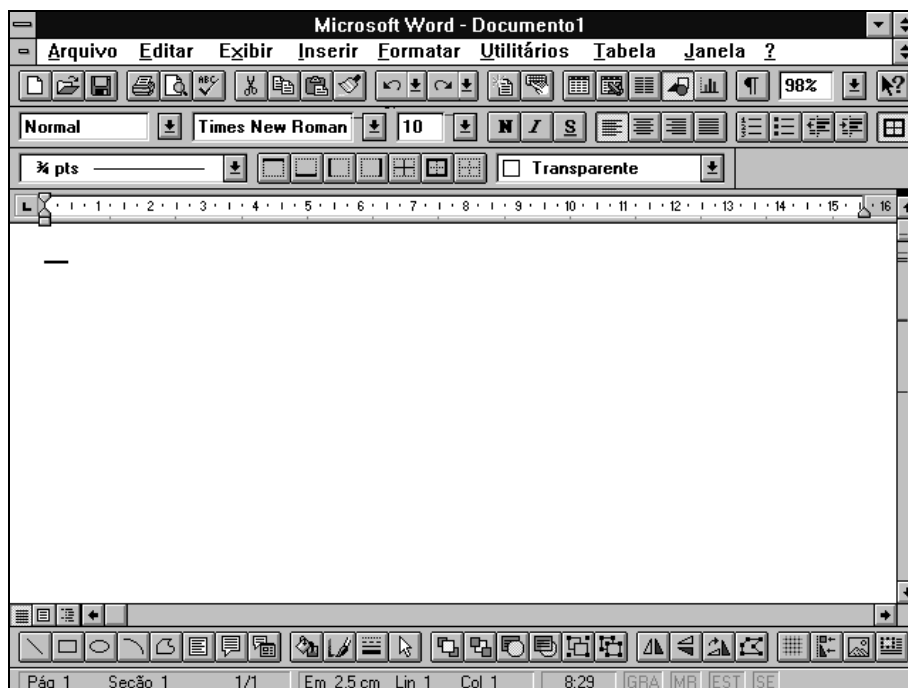 Microsoft Word - Documento1
Arquivo Editar Exibir Inserir Formatar Utilitários Tabela Janela ?
ABC 98% ?
Normal Times New Roman 10 N I S
¾ pts Transparente
1 2 3 4 5 6 7 8 9 10 11 12 13 14 15 16
Pág 1 Seção 1 1/1 Em 2.5 cm Lin 1 Col 1 8:29 GRA MR EST SE